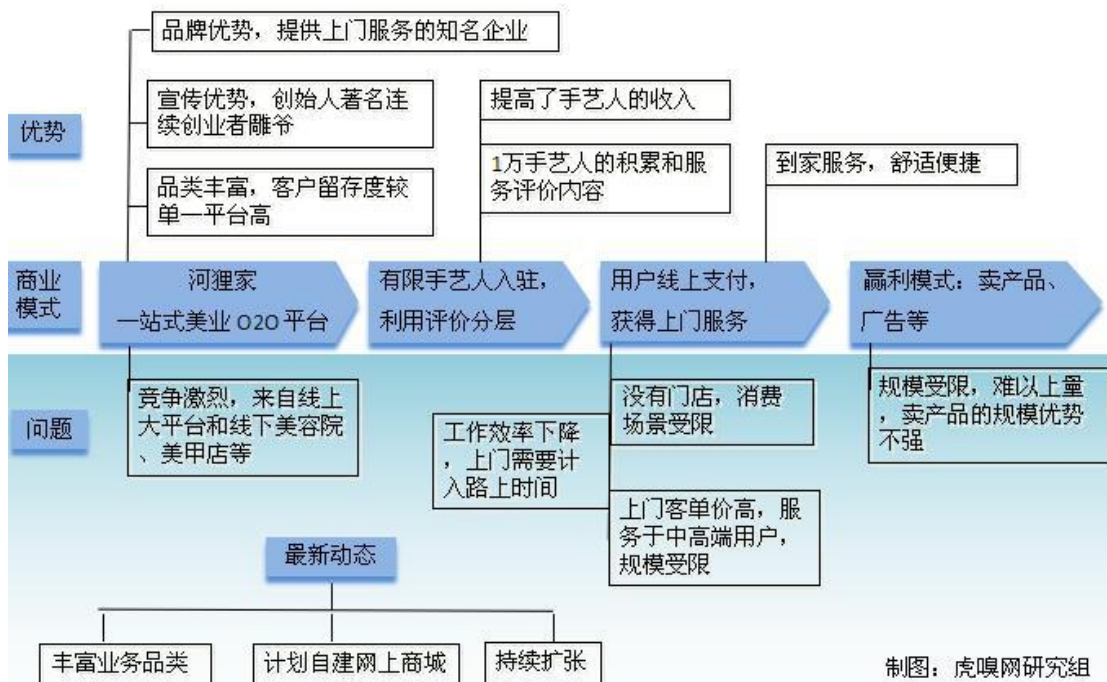 品牌优势，提供上门服务的知名企业
优势
宣传优势，创始人著名连
续创业者雕爷
提高了手艺人的收入
品类丰富，客户留存度较
单一平台高
1万手艺人的积累和服
务评价内容
到家服务，舒适便捷
商业
模式
河狸家
一站式美业O2O平台
有限手艺人入驻，
利用评价分层
用户线上支付，
获得上门服务
赢利模式：卖产品、
广告等
问题
竞争激烈，来自线上
大平台和线下美容院
、美甲店等
工作效率下降
，上门需要计
入路上时间
没有门店，消费
场景受限
上门客单价高，服
务于中高端用户，
规模受限
规模受限，难以上量
，卖产品的规模优势
不强
最新动态
丰富业务品类
计划自建网上商城
持续扩张
制图：虎嗅网研究组